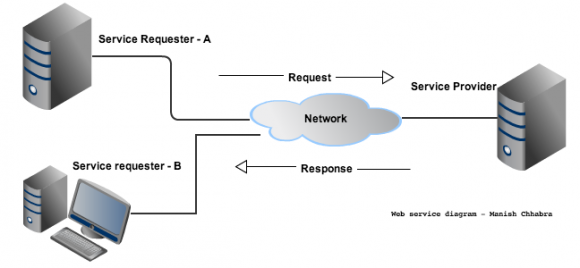 Service Requester - A
Request
Service Provider
Network
Service requester - B
Response
Web service diagram - Manish Chhabra